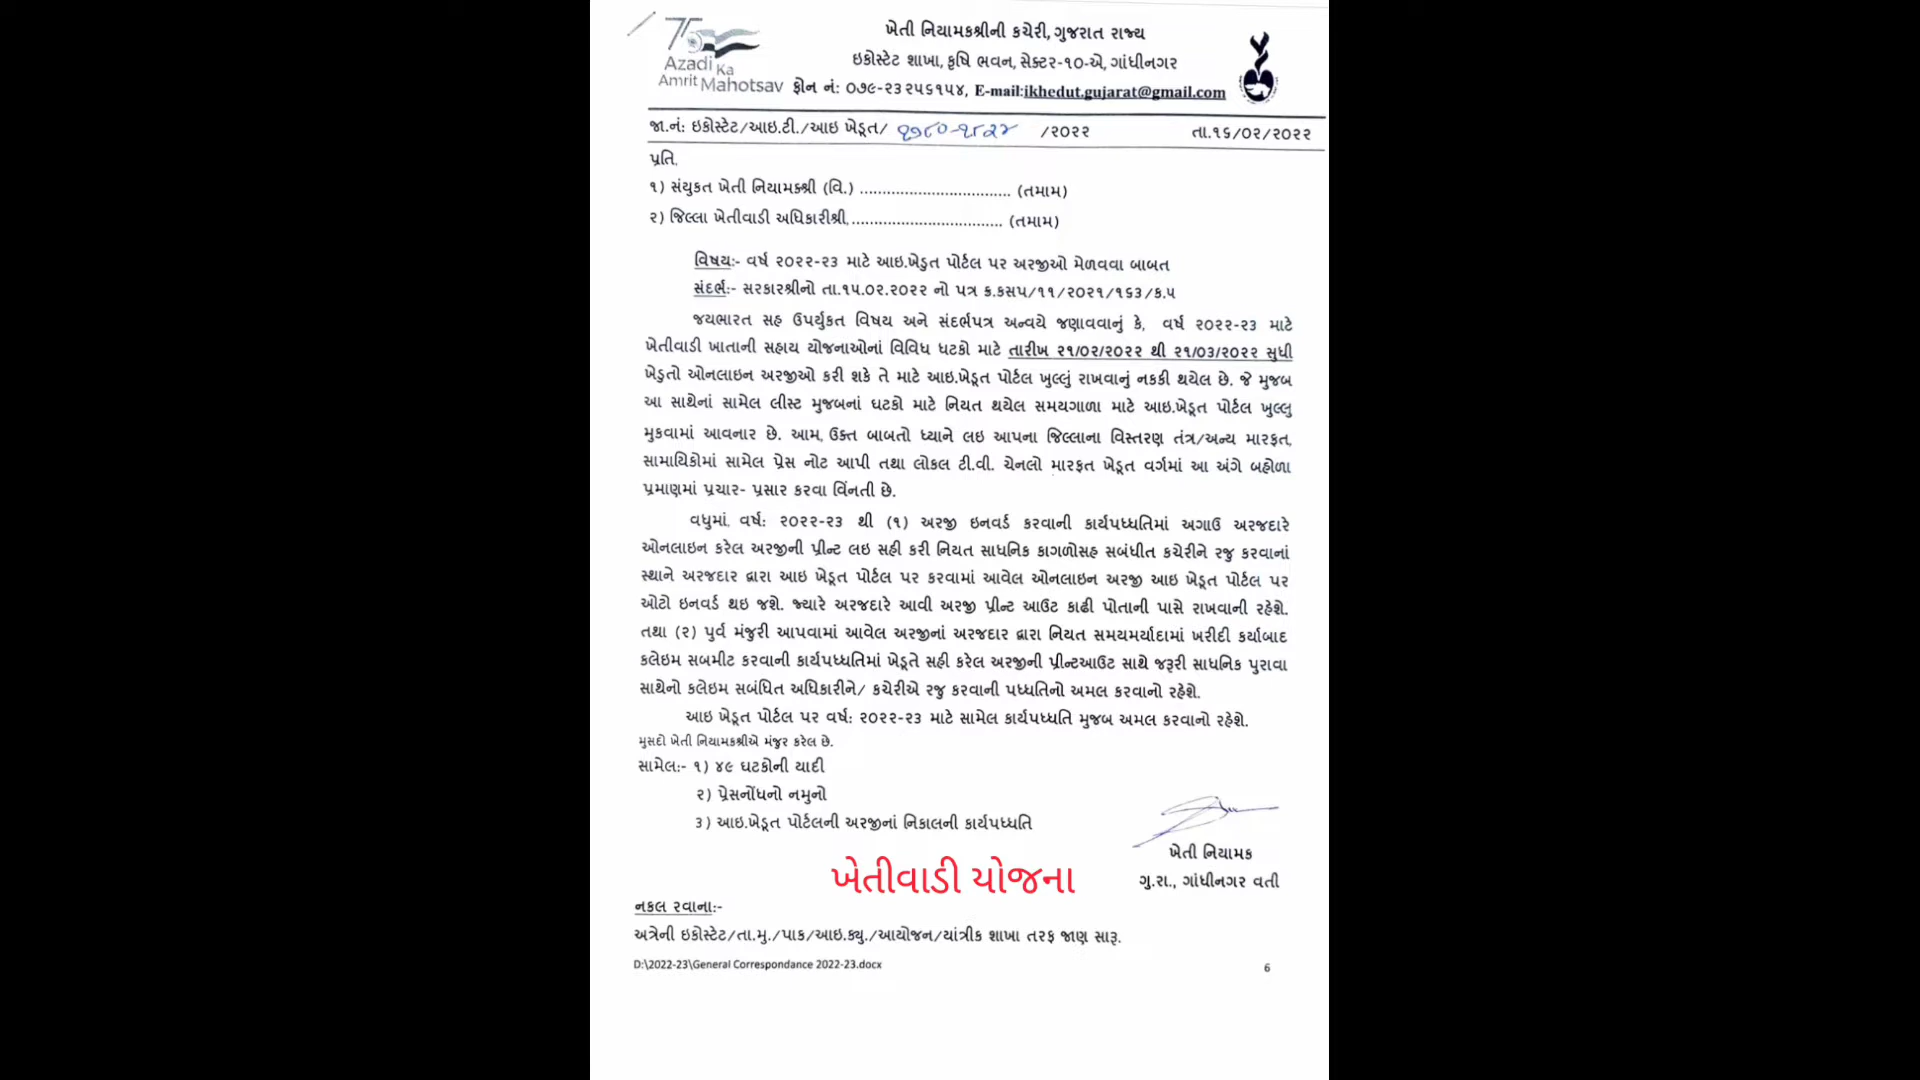 ખેતી નિયામકશ્રીની કચેરી, ગુજરાત રાજ્ય
ઇકોસ્ટેટ શાખા, કૃષિ ભવન, સેક્ટર-૧૦-એ, ગાંધીનગર
75
Azadi Ka
Amrit Mahotsav
ફોન નં: ૦૭૯-૨૩૨૫૬૧૫૪, E-mail:ikhedut.gujarat@gmail.com
જા.નં: ઇકોસ્ટેટ/આઇ.ટી./આઇ ખેડૂત/ /૨૦૨૨ તા.૧૬/૦૨/૨૦૨૨
પ્રતિ,
૧) સંયુકત ખેતી નિયામકશ્રી (વિ.) .................................. (તમામ)
૨) જિલ્લા ખેતીવાડી અધિકારીશ્રી,.................................. (તમામ)
વિષય:- વર્ષ ૨૦૨૨-૨૩ માટે આઇ.ખેડુત પોર્ટલ પર અરજીઓ મેળવવા બાબત
સંદર્ભ:- સરકારશ્રીનો તા.૧૫.૦૨.૨૦૨૨ નો પત્ર ક્ર.કસપ/૧૧/૨૦૨૧/૧૬૩/ક.૫
જયભારત સહ ઉપર્યુકત વિષય અને સંદર્ભપત્ર અન્વયે જણાવવાનું કે, વર્ષ ૨૦૨૨-૨૩ માટે
ખેતીવાડી ખાતાની સહાય યોજનાઓનાં વિવિધ ઘટકો માટે તારીખ ૨૧/૦૨/૨૦૨૨ થી ૨૧/૦૩/૨૦૨૨ સુધી
ખેડુતો ઓનલાઇન અરજીઓ કરી શકે તે માટે આઇ.ખેડૂત પોર્ટલ ખુલ્લું રાખવાનું નકકી થયેલ છે. જે મુજબ
આ સાથેનાં સામેલ લીસ્ટ મુજબનાં ઘટકો માટે નિયત થયેલ સમયગાળા માટે આઇ.ખેડૂત પોર્ટલ ખુલ્લુ
મુકવામાં આવનાર છે. આમ, ઉક્ત બાબતો ધ્યાને લઇ આપના જિલ્લાના વિસ્તરણ તંત્ર/અન્ય મારફત,
સામાયિકોમાં સામેલ પ્રેસ નોટ આપી તથા લોકલ ટી.વી. ચેનલો મારફત ખેડૂત વર્ગમાં આ અંગે બહોળા
પ્રમાણમાં પ્રચાર- પ્રસાર કરવા વિંનતી છે.
વધુમાં, વર્ષ: ૨૦૨૨-૨૩ થી (૧) અરજી ઇનવર્ડ કરવાની કાર્યપધ્ધતિમાં અગાઉ અરજદારે
ઓનલાઇન કરેલ અરજીની પ્રીન્ટ લઇ સહી કરી નિયત સાધનિક કાગળોસહ સબંધીત કચેરીને રજુ કરવાનાં
સ્થાને અરજદાર દ્વારા આઇ ખેડૂત પોર્ટલ પર કરવામાં આવેલ ઓનલાઇન અરજી આઇ ખેડૂત પોર્ટલ પર
ઓટો ઇનવર્ડ થઇ જશે. જ્યારે અરજદારે આવી અરજી પ્રીન્ટ આઉટ કાઢી પોતાની પાસે રાખવાની રહેશે.
તથા (૨) પુર્વ મંજુરી આપવામાં આવેલ અરજીનાં અરજદાર દ્વારા નિયત સમયમર્યાદામાં ખરીદી કર્યાબાદ
કલેઇમ સબમીટ કરવાની કાર્યપધ્ધતિમાં ખેડૂતે સહી કરેલ અરજીની પ્રીન્ટઆઉટ સાથે જરૂરી સાધનિક પુરાવા
સાથેનો કલેઇમ સબંધિત અધિકારીને/ કચેરીએ રજુ કરવાની પધ્ધતિનો અમલ કરવાનો રહેશે.
આઇ ખેડૂત પોર્ટલ પર વર્ષ: ૨૦૨૨-૨૩ માટે સામેલ કાર્યપધ્ધતિ મુજબ અમલ કરવાનો રહેશે.
મુસદો ખેતી નિયામકશ્રીએ મંજુર કરેલ છે.
સામેલ:- ૧) ૪૯ ઘટકોની યાદી
૨) પ્રેસનોંધનો નમુનો
૩) આઇ.ખેડૂત પોર્ટલની અરજીનાં નિકાલની કાર્યપધ્ધતિ
ખેતી નિયામક
ખેતીવાડી યોજના
ગુ.રા., ગાંધીનગર વતી
નકલ રવાના:-
અત્રેની ઇકોસ્ટેટ/તા.મુ./પાક/આઇ.ક્યુ./આયોજન/યાંત્રીક શાખા તરફ જાણ સારૂ.
D:\2022-23\General Correspondance 2022-23.docx 6